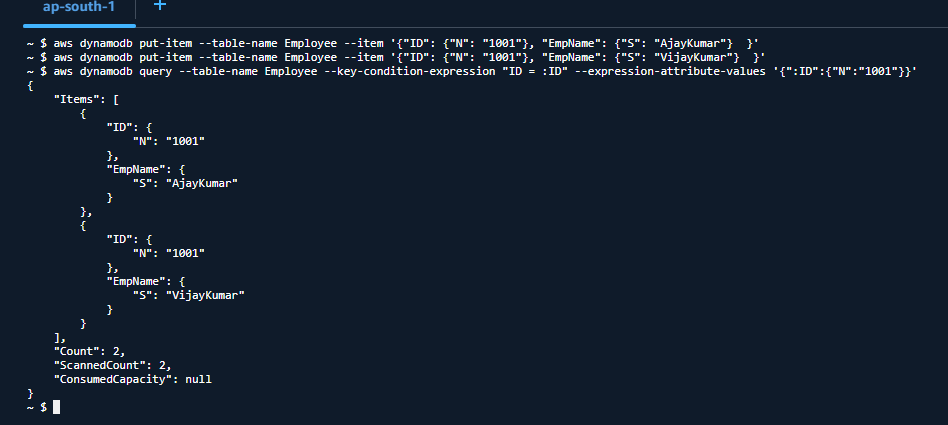 ap-south-1 +
~ $ aws dynamodb put-item --table-name Employee --item '{"ID": {"N": "1001"}, "EmpName": {"S": "AjayKumar"}  }'
~ $ aws dynamodb put-item --table-name Employee --item '{"ID": {"N": "1001"}, "EmpName": {"S": "VijayKumar"}  }'
~ $ aws dynamodb query --table-name Employee --key-condition-expression "ID = :ID" --expression-attribute-values '{":ID":{"N":"1001"}}'
{
    "Items": [
        {
            "ID": {
                "N": "1001"
            },
            "EmpName": {
                "S": "AjayKumar"
            }
        },
        {
            "ID": {
                "N": "1001"
            },
            "EmpName": {
                "S": "VijayKumar"
            }
        }
    ],
    "Count": 2,
    "ScannedCount": 2,
    "ConsumedCapacity": null
}
~ $